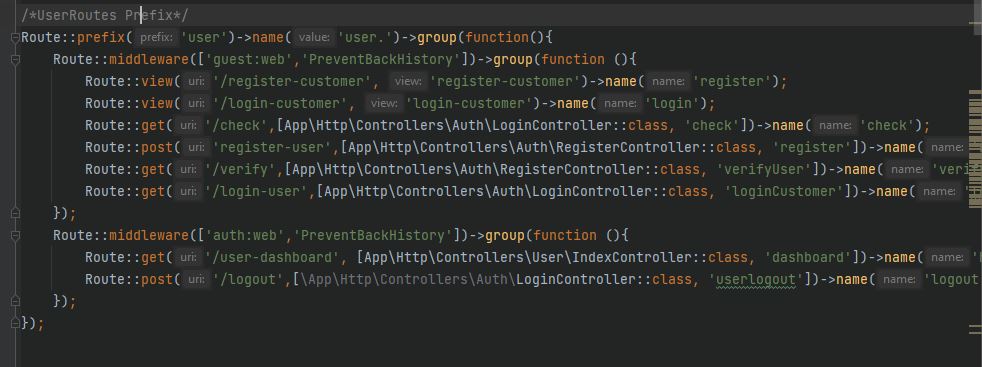 /*UserRoutes Prefix*/
Route::prefix( prefix: 'user')->name( value: 'user.')->group(function(){
Route::middleware(['guest:web','PreventBackHistory'])->group(function (){
Route::view( uri: '/register-customer', view: 'register-customer')->name( name: 'register');
Route::view( uri: '/login-customer', view: 'login-customer')->name( name: 'login');
Route::get( uri: '/check',[App\Http\Controllers\Auth\LoginController::class, 'check'])->name( name: 'check');
Route::post( uri: 'register-user',[App\Http\Controllers\Auth\RegisterController::class, 'register'])->name( name:
Route::get( uri: '/verify',[App\Http\Controllers\Auth\RegisterController::class, 'verifyUser'])->name( name: 'verif
Route::get( uri: '/login-user',[App\Http\Controllers\Auth\LoginController::class, 'loginCustomer'])->name( name:
});
Route::middleware(['auth:web','PreventBackHistory'])->group(function (){
Route::get( uri: '/user-dashboard', [App\Http\Controllers\User\IndexController::class, 'dashboard'])->name( name:
Route::post( uri: '/logout',[\App\Http\Controllers\Auth\LoginController::class, 'userlogout'])->name( name: 'logout
});
});